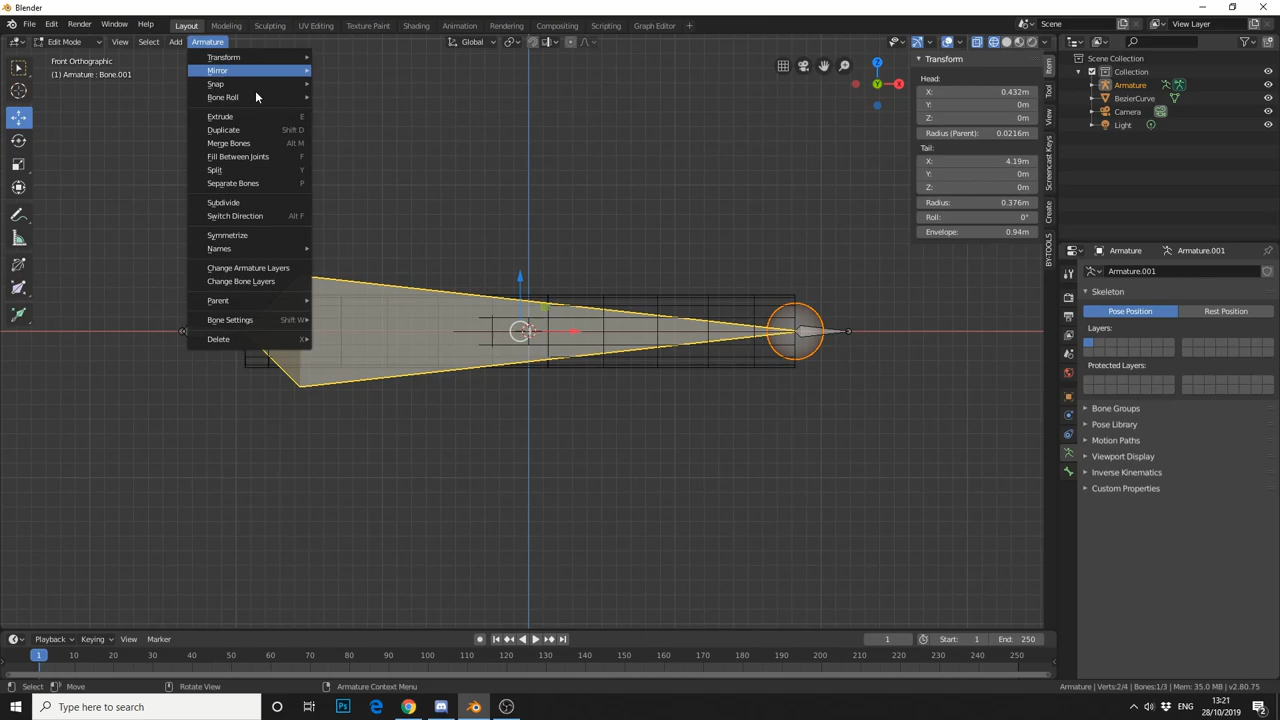 Blender
File Edit Render Window Help
Layout Modeling Sculpting UV Editing Texture Paint Shading Animation Rendering Compositing Scripting Graph Editor +
Scene
View Layer
Edit Mode View Select Add Armature
Global
Front Orthographic
(1) Armature : Bone.001
Transform
Mirror
Snap
Bone Roll
Extrude E
Duplicate Shift D
Merge Bones Alt M
Fill Between Joints F
Split Y
Separate Bones P
Subdivide
Switch Direction Alt F
Symmetrize
Names
Change Armature Layers
Change Bone Layers
Parent
Bone Settings Shift W
Delete X
Z
X
Y
Transform
Head:
X: 0.432m
Y: 0m
Z: 0m
Radius (Parent): 0.0216m
Tail:
X: 4.19m
Y: 0m
Z: 0m
Radius: 0.376m
Roll: 0°
Envelope: 0.94m
Item
Tool
View
Screencast Keys
Create
BY-TOOLS
Scene Collection
Collection
Armature
BezierCurve
Camera
Light
Armature Armature.001
Armature.001
Skeleton
Pose Position Rest Position
Layers:
Protected Layers:
Bone Groups
Pose Library
Motion Paths
Viewport Display
Inverse Kinematics
Custom Properties
Playback Keying View Marker
1 Start: 1 End: 250
1 10 20 30 40 50 60 70 80 90 100 110 120 130 140 150 160 170 180 190 200 210 220 230 240 250
Select Move Rotate View Armature Context Menu
Armature | Verts:2/4 | Bones:1/3 | Mem: 35.0 MB | v2.80.75
Type here to search
ENG
13:21
28/10/2019
2